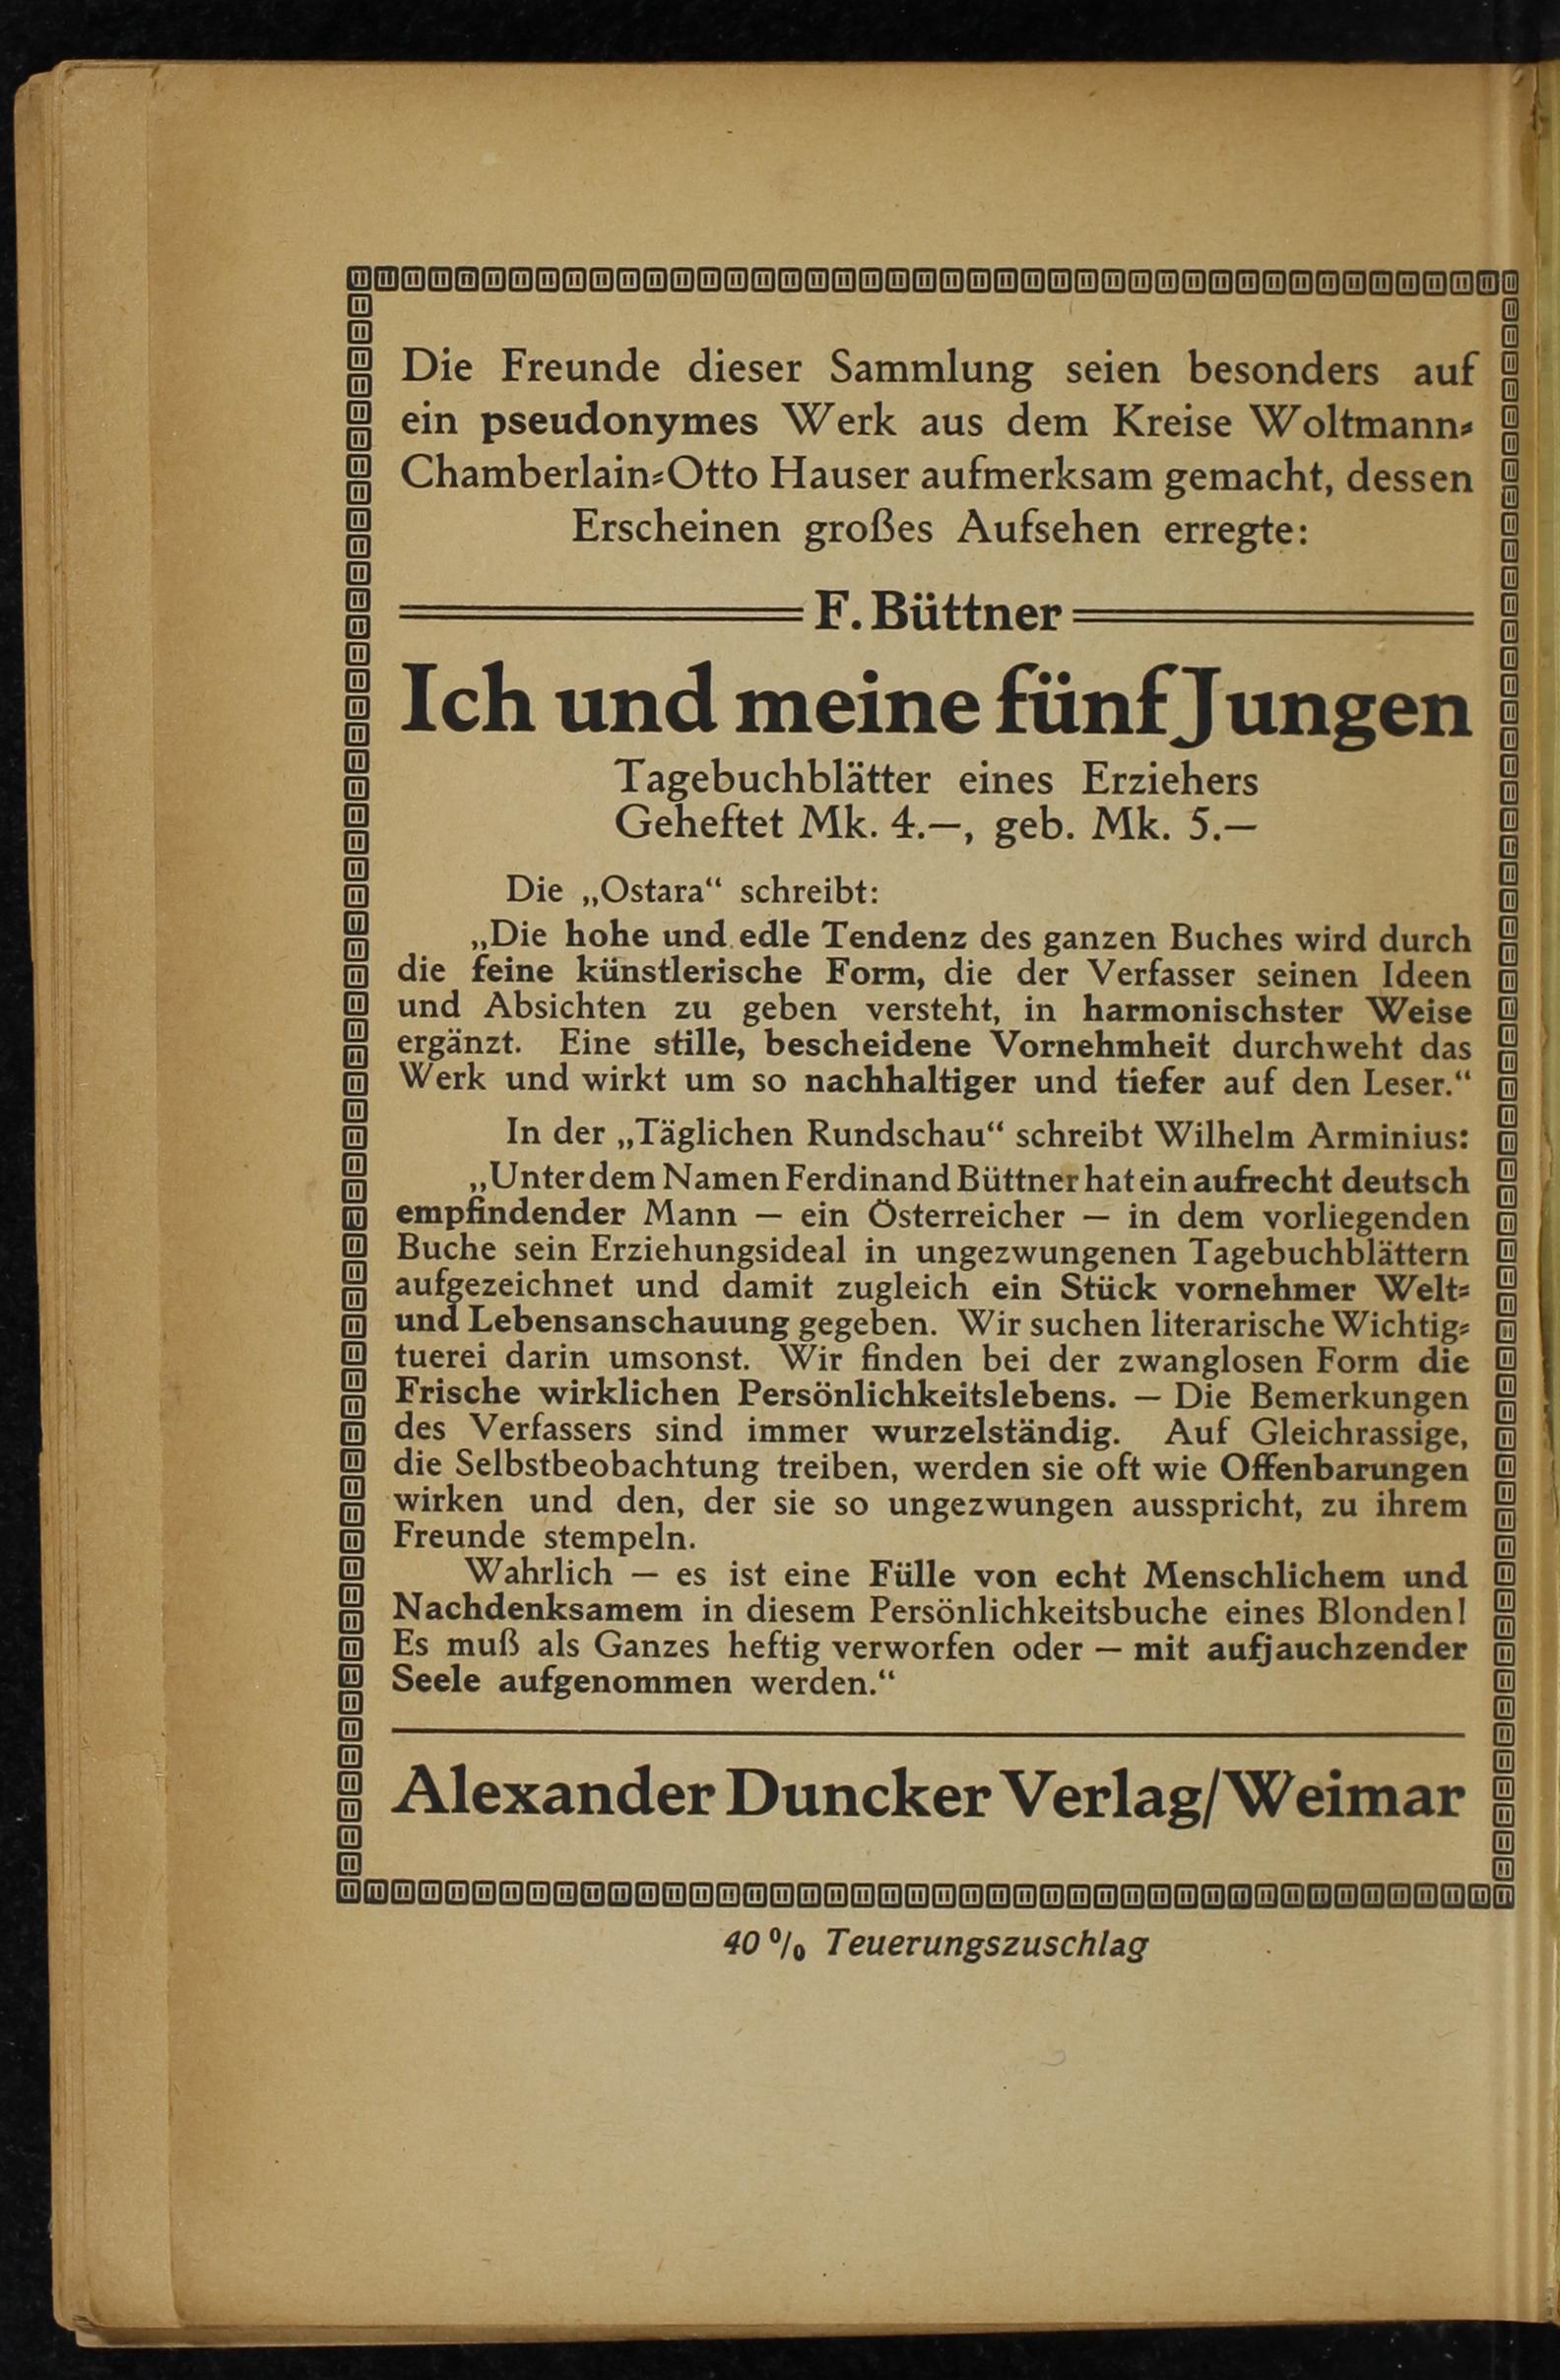 Die Freunde dieser Sammlung seien besonders auf
ein pseudonymes Werk aus dem Kreise Woltmann⸗
Chamberlain⸗Otto Hauser aufmerksam gemacht, dessen
Erscheinen großes Aufsehen erregte:
F. Büttner
Ich und meine fünf Jungen
Tagebuchblätter eines Erziehers
Geheftet Mk. 4.—, geb. Mk. 5.—
Die „Ostara“ schreibt:
„Die hohe und edle Tendenz des ganzen Buches wird durch
die feine künstlerische Form, die der Verfasser seinen Ideen
und Absichten zu geben versteht, in harmonischster Weise
ergänzt. Eine stille, bescheidene Vornehmheit durchweht das
Werk und wirkt um so nachhaltiger und tiefer auf den Leser.“
In der „Täglichen Rundschau“ schreibt Wilhelm Arminius:
„Unter dem Namen Ferdinand Büttner hat ein aufrecht deutsch
empfindender Mann — ein Österreicher — in dem vorliegenden
Buche sein Erziehungsideal in ungezwungenen Tagebuchblättern
aufgezeichnet und damit zugleich ein Stück vornehmer Welt⸗
und Lebensanschauung gegeben. Wir suchen literarische Wichtig⸗
tuerei darin umsonst. Wir finden bei der zwanglosen Form die
Frische wirklichen Persönlichkeitslebens. — Die Bemerkungen
des Verfassers sind immer wurzelständig. Auf Gleichrassige,
die Selbstbeobachtung treiben, werden sie oft wie Offenbarungen
wirken und den, der sie so ungezwungen ausspricht, zu ihrem
Freunde stempeln.
Wahrlich — es ist eine Fülle von echt Menschlichem und
Nachdenksamem in diesem Persönlichkeitsbuche eines Blonden!
Es muß als Ganzes heftig verworfen oder — mit aufjauchzender
Seele aufgenommen werden.“
Alexander Duncker Verlag/Weimar
40 % Teuerungszuschlag